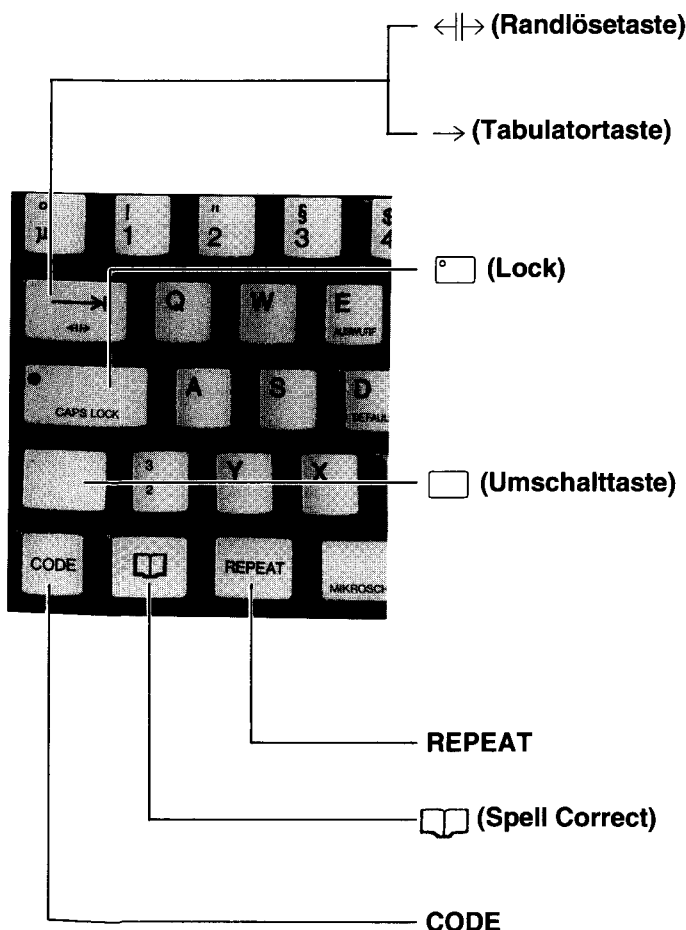 (Randlösetaste)
(Tabulatortaste)
° ! " § $
µ 1 2 3 4
(Lock)
Q W E
AUSWURF
A S D
CAPS LOCK
3
2 Y X
(Umschalttaste)
CODE REPEAT
REPEAT
(Spell Correct)
CODE